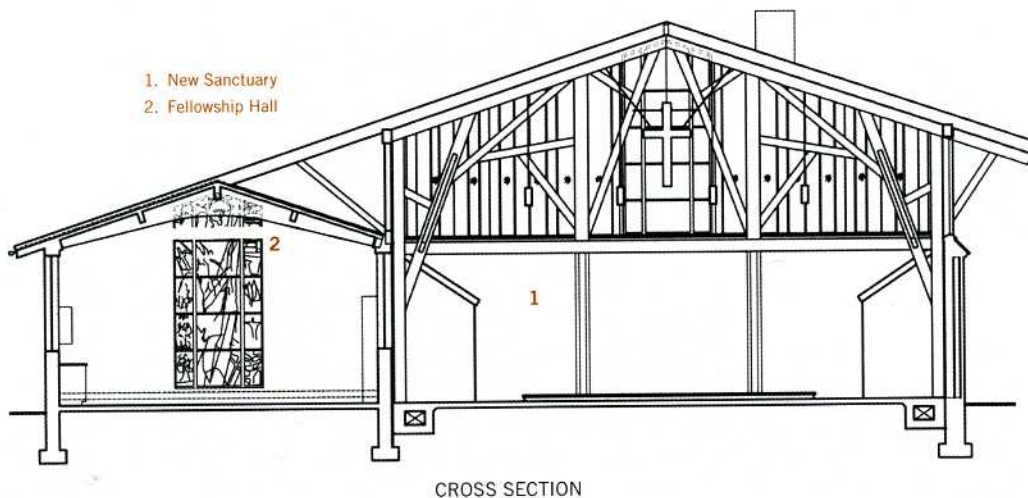 1. New Sanctuary
2. Fellowship Hall
2
1
CROSS SECTION